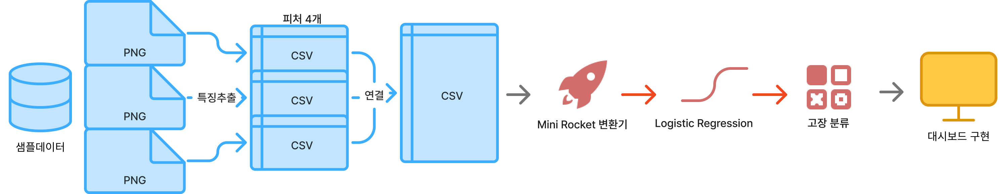 샘플데이터
PNG
PNG
PNG
특징추출
피처 4개
CSV
CSV
CSV
연결
CSV
Mini Rocket 변환기
Logistic Regression
고장 분류
대시보드 구현